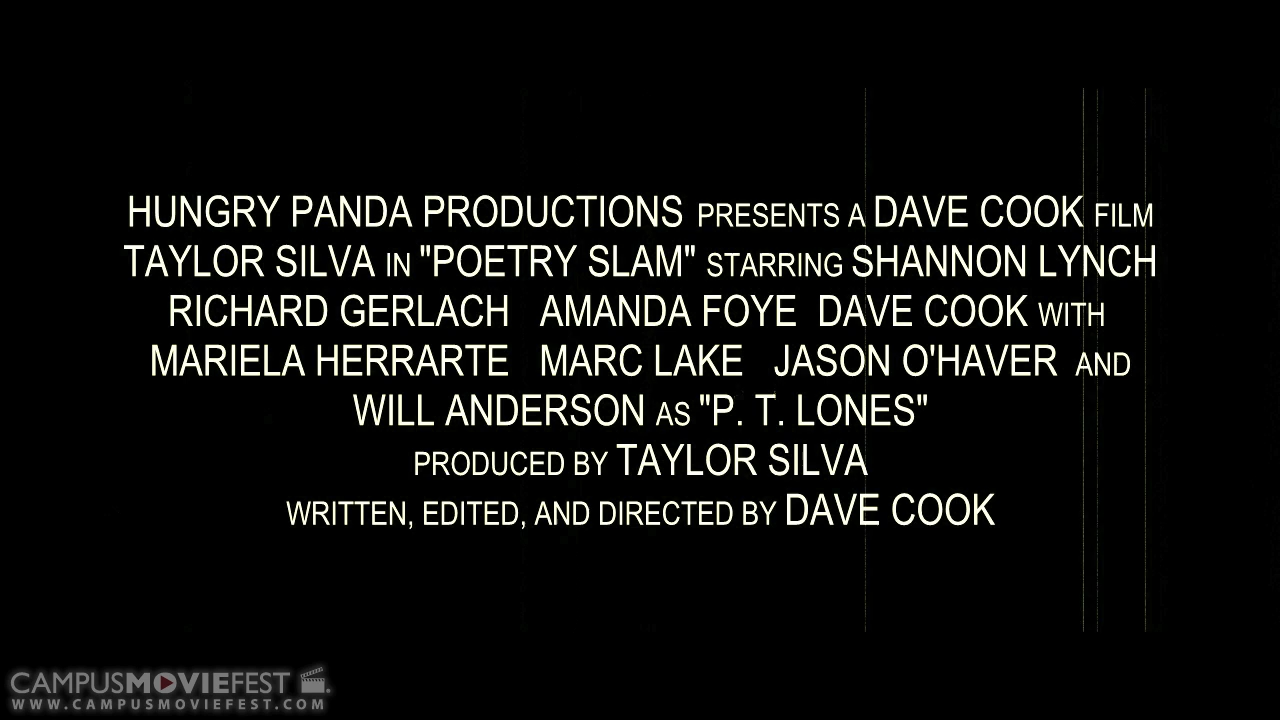 HUNGRY PANDA PRODUCTIONS PRESENTS A DAVE COOK FILM
TAYLOR SILVA IN "POETRY SLAM" STARRING SHANNON LYNCH
RICHARD GERLACH AMANDA FOYE DAVE COOK WITH
MARIELA HERRARTE MARC LAKE JASON O'HAVER AND
WILL ANDERSON AS "P. T. LONES"
PRODUCED BY TAYLOR SILVA
WRITTEN, EDITED, AND DIRECTED BY DAVE COOK
CAMPUSMOVIEFEST
WWW.CAMPUSMOVIEFEST.COM